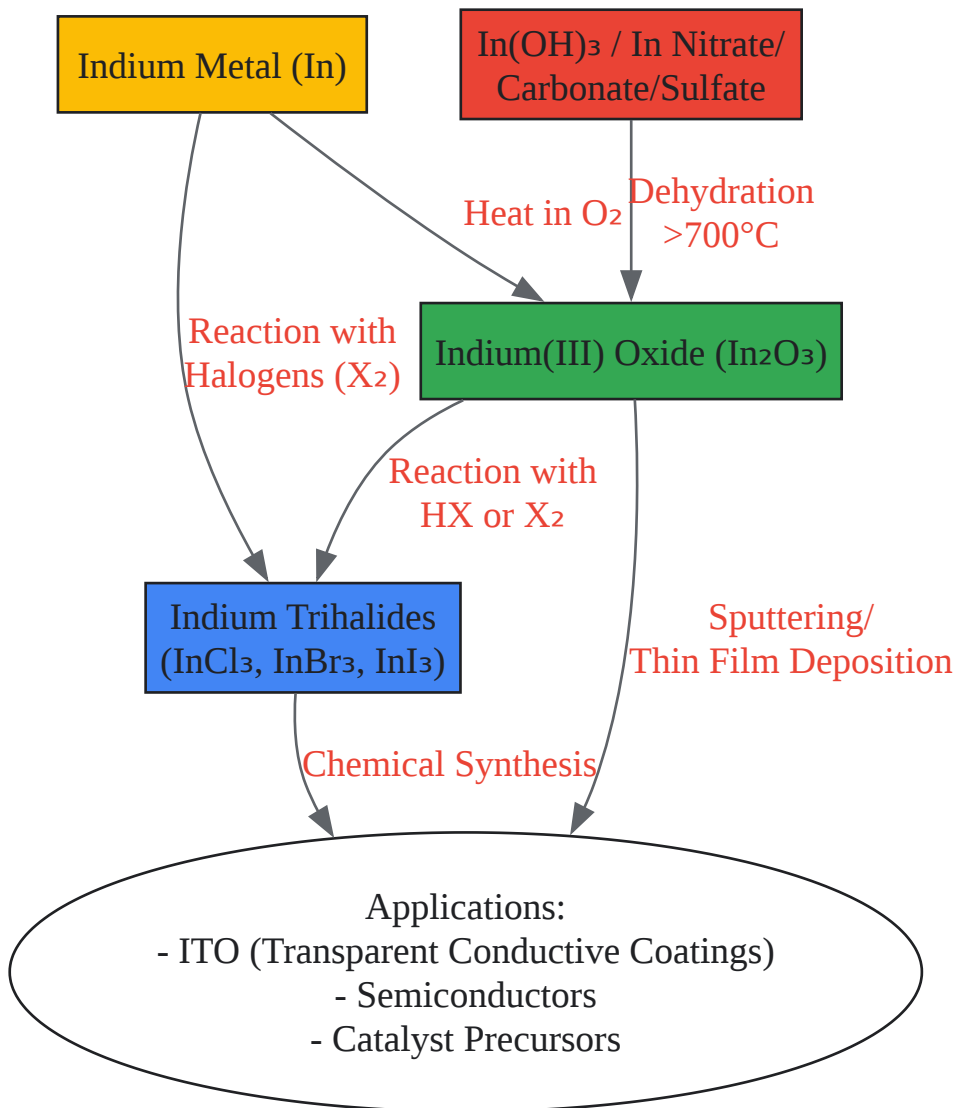 Indium Metal (In)
In(OH)₃ / In Nitrate/
Carbonate/Sulfate
Heat in O₂
Dehydration
>700°C
Reaction with
Halogens (X₂)
Indium(III) Oxide (In₂O₃)
Reaction with
HX or X₂
Indium Trihalides
(InCl₃, InBr₃, InI₃)
Sputtering/
Thin Film Deposition
Chemical Synthesis
Applications:
- ITO (Transparent Conductive Coatings)
- Semiconductors
- Catalyst Precursors